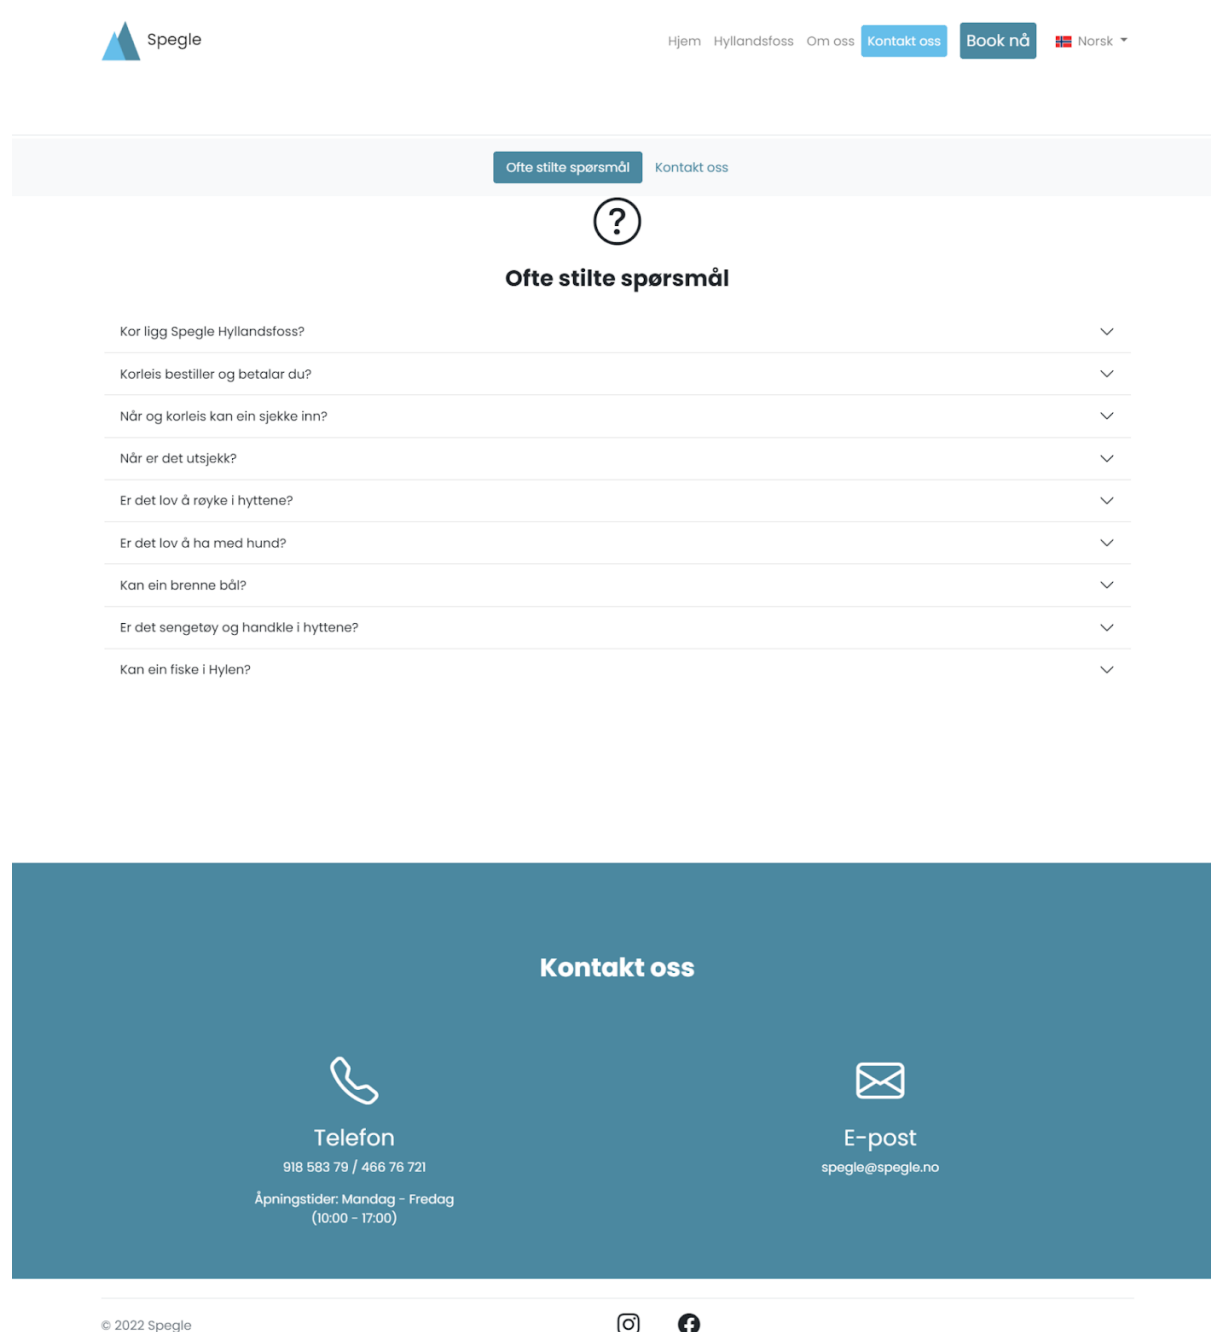 Spegle
Hjem Hyllandsfoss Om oss Kontakt oss Book nå Norsk
Ofte stilte spørsmål Kontakt oss
?
Ofte stilte spørsmål
Kor ligg Spegle Hyllandsfoss?
Korleis bestiller og betalar du?
Når og korleis kan ein sjekke inn?
Når er det utsjekk?
Er det lov å røyke i hyttene?
Er det lov å ha med hund?
Kan ein brenne bål?
Er det sengetøy og handkle i hyttene?
Kan ein fiske i Hylen?
Kontakt oss
Telefon
918 583 79 / 466 76 721
Åpningstider: Mandag - Fredag
(10:00 - 17:00)
E-post
spegle@spegle.no
© 2022 Spegle